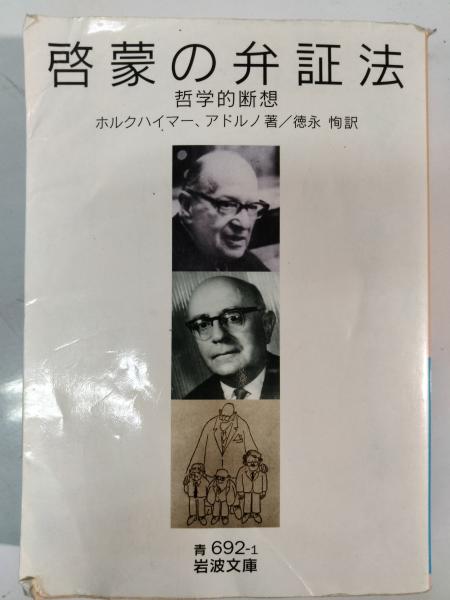 啓蒙の弁証法
哲学的断想
ホルクハイマー、アドルノ 著／徳永 恂訳
青 692-1
岩波文庫